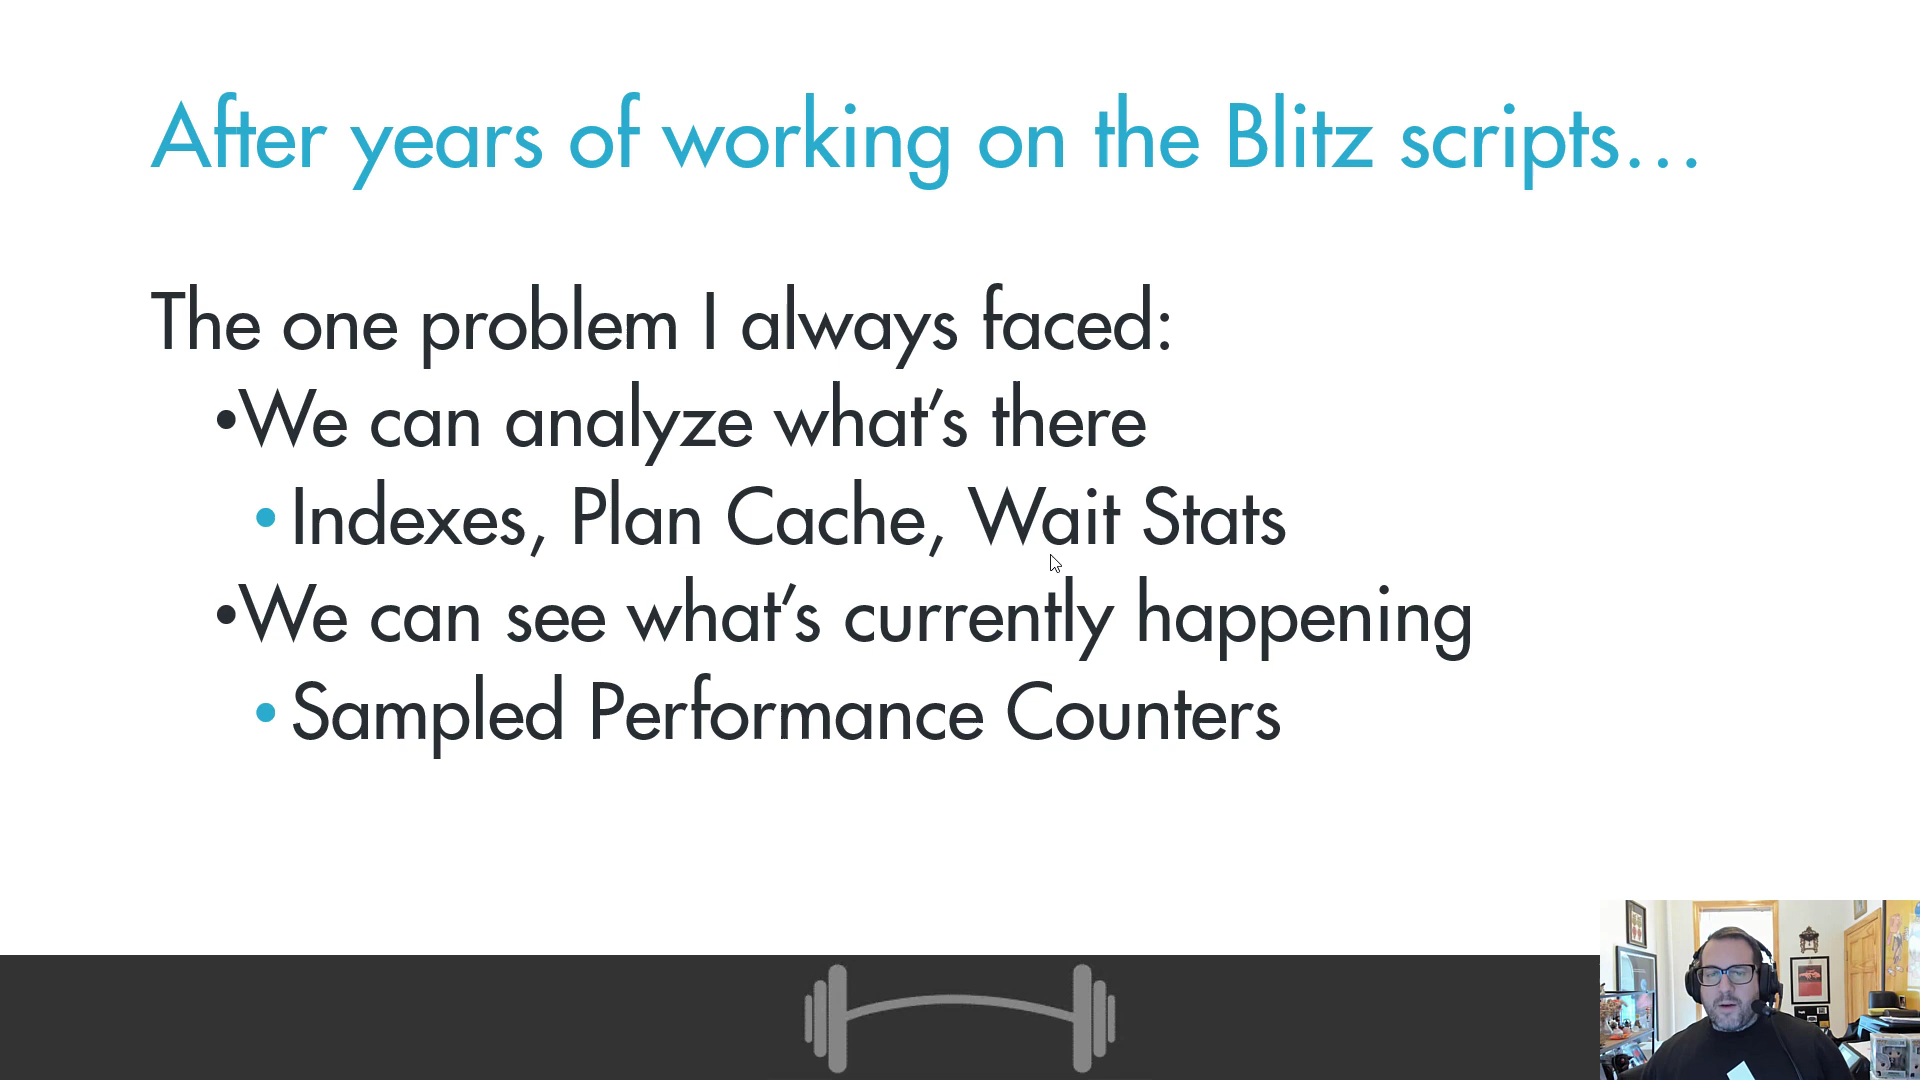 After years of working on the Blitz scripts…
The one problem I always faced:
•We can analyze what’s there
•Indexes, Plan Cache, Wait Stats
•We can see what’s currently happening
•Sampled Performance Counters